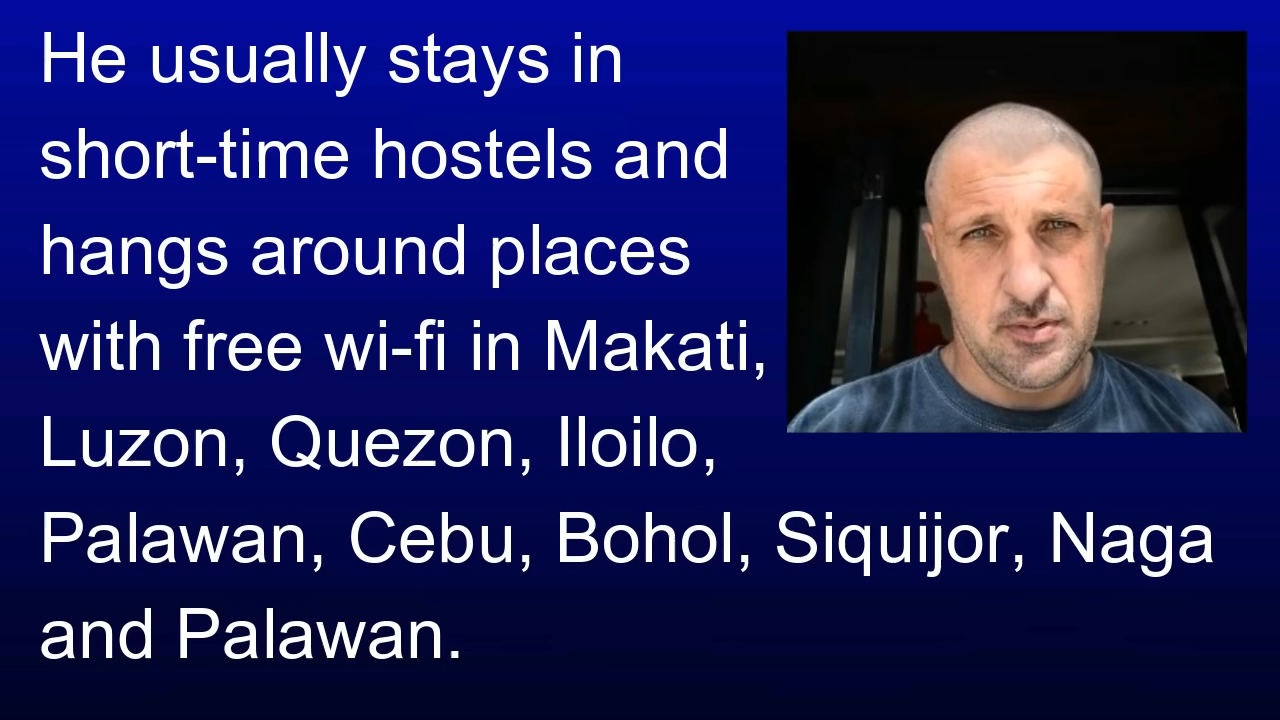 He usually stays in
short-time hostels and
hangs around places
with free wi-fi in Makati,
Luzon, Quezon, Iloilo,
Palawan, Cebu, Bohol, Siquijor, Naga
and Palawan.